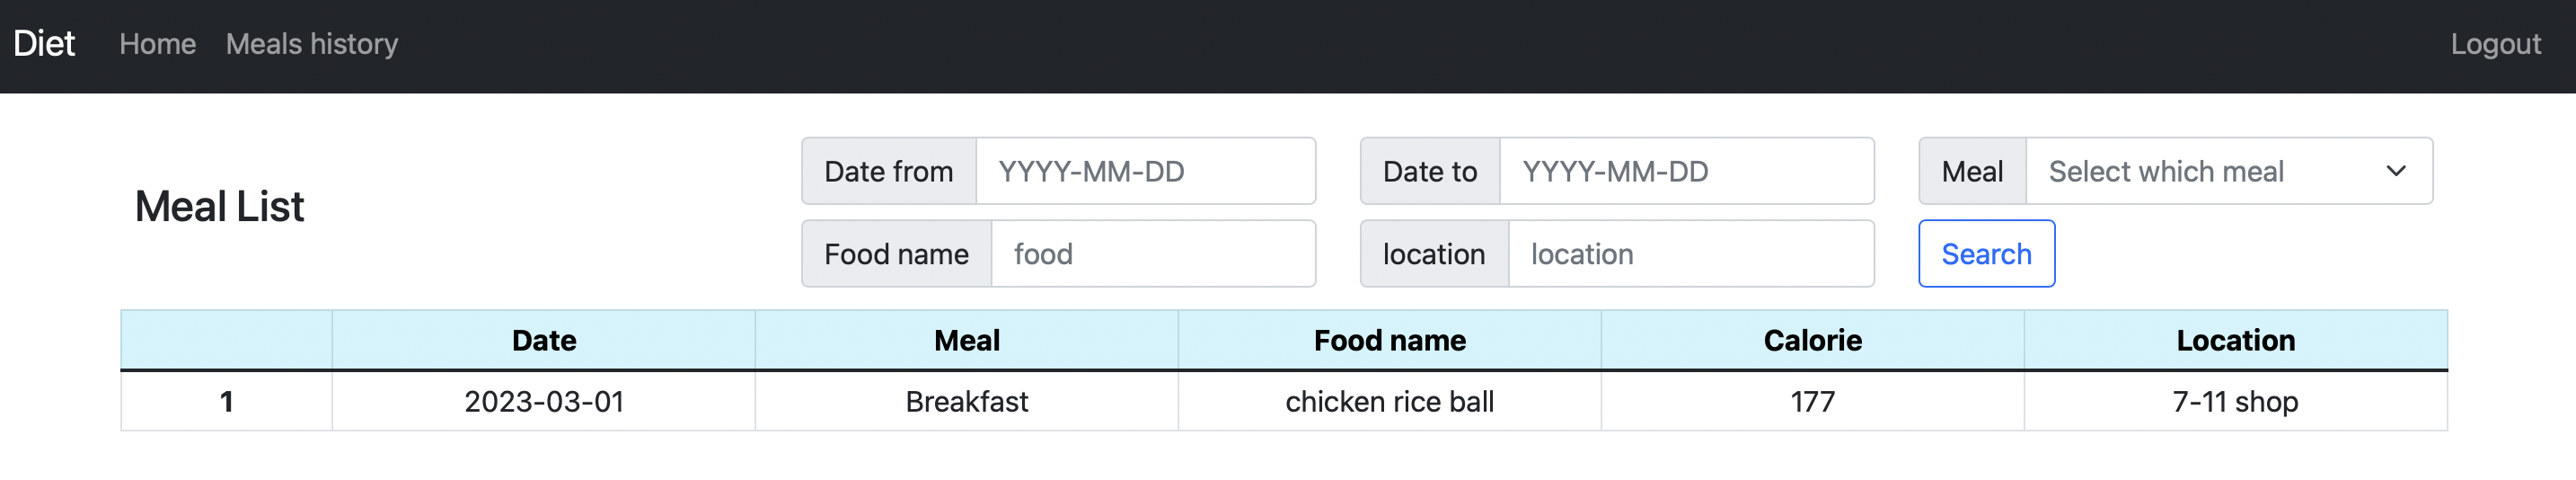 Diet Home Meals history Logout
Meal List
Date from YYYY-MM-DD Date to YYYY-MM-DD Meal Select which meal
Food name food location location Search
Date Meal Food name Calorie Location
1 2023-03-01 Breakfast chicken rice ball 177 7-11 shop